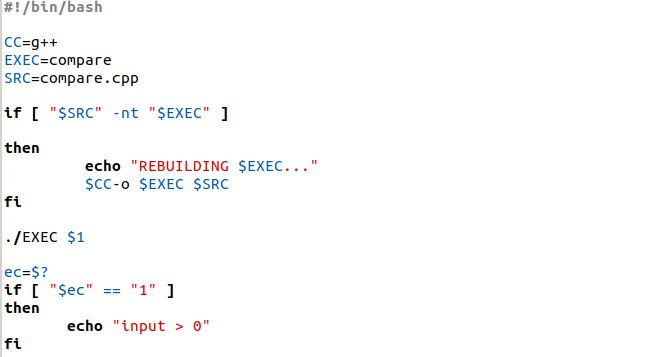 #!/bin/bash
CC=g++
EXEC=compare
SRC=compare.cpp
if [ "$SRC" -nt "$EXEC" ]
then
echo "REBUILDING $EXEC..."
$CC-o $EXEC $SRC
fi
./EXEC $1
ec=$?
if [ "$ec" == "1" ]
then
echo "input > 0"
fi